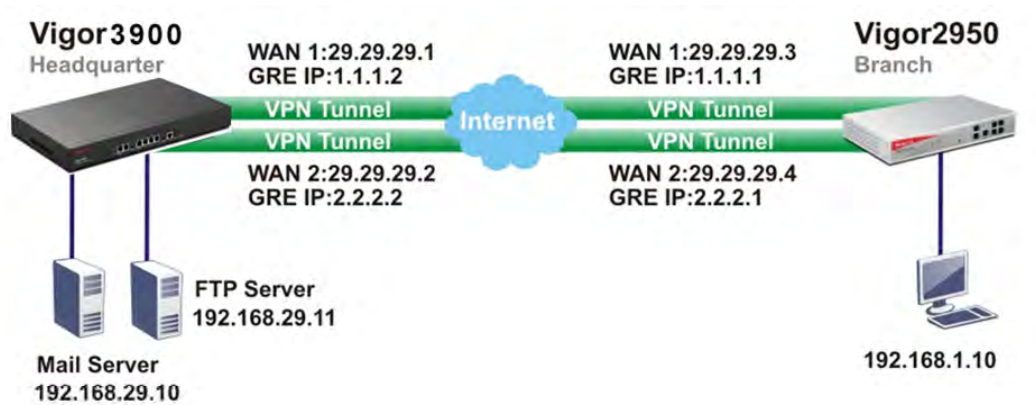 Vigor3900
Headquarter
WAN 1:29.29.29.1
GRE IP:1.1.1.2
WAN 1:29.29.29.3
GRE IP:1.1.1.1
Vigor2950
Branch
VPN Tunnel
VPN Tunnel
Internet
VPN Tunnel
VPN Tunnel
WAN 2:29.29.29.2
GRE IP:2.2.2.2
WAN 2:29.29.29.4
GRE IP:2.2.2.1
FTP Server
192.168.29.11
Mail Server
192.168.29.10
192.168.1.10